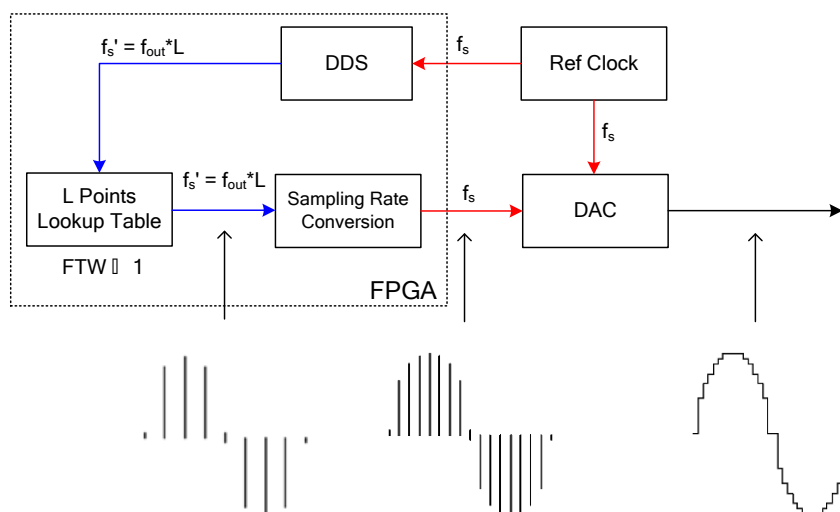 fs' = fout*L
DDS
fs
Ref Clock
fs
L Points
Lookup Table
fs' = fout*L
Sampling Rate
Conversion
fs
DAC
FTW 1
FPGA